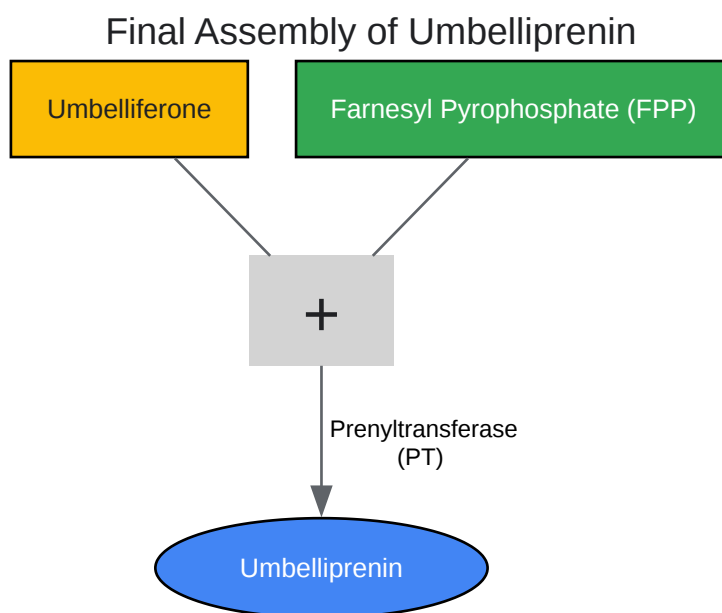 Final Assembly of Umbelliprenin
Umbelliferone
Farnesyl Pyrophosphate (FPP)
+
Prenyltransferase
(PT)
Umbelliprenin